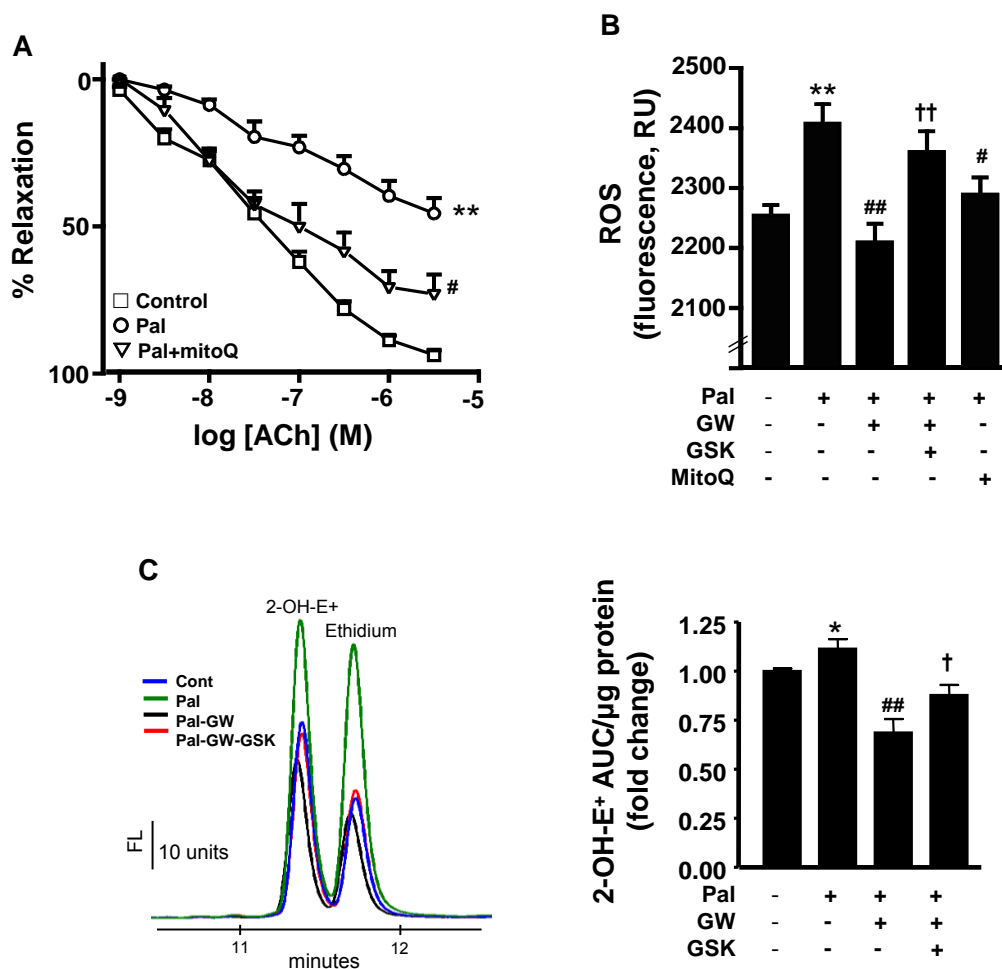 A
% Relaxation
0
50
100
**
#
□ Control
○ Pal
▽ Pal+mitoQ
-9 -8 -7 -6 -5
log [ACh] (M)
B
ROS
(fluorescence, RU)
2500
2400
2300
2200
2100
** ## †† #
Pal - + + + +
GW - - + + -
GSK - - - + -
MitoQ - - - - +
C
2-OH-E+
Ethidium
Cont
Pal
Pal-GW
Pal-GW-GSK
FL
10 units
11 12
minutes
2-OH-E+ AUC/µg protein
(fold change)
1.25
1.00
0.75
0.50
0.25
0.00
* ## †
Pal - + + +
GW - - + +
GSK - - - +